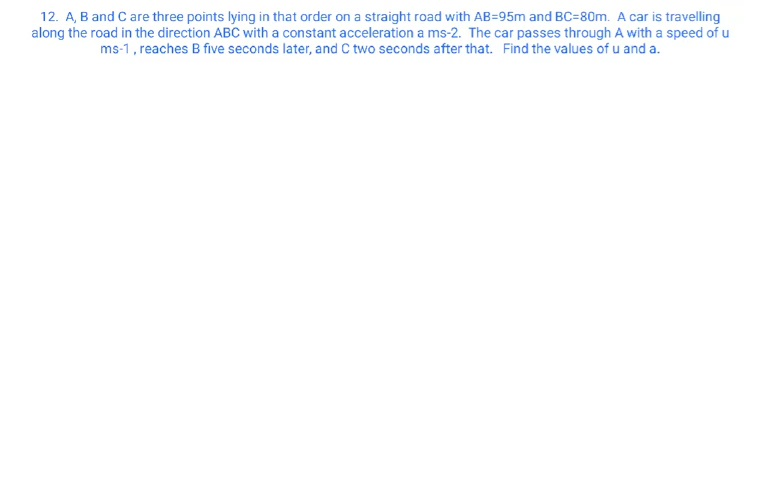 12.  A, B and C are three points lying in that order on a straight road with AB=95m and BC=80m.  A car is travelling
along the road in the direction ABC with a constant acceleration a ms-2.  The car passes through A with a speed of u
ms-1 , reaches B five seconds later, and C two seconds after that.   Find the values of u and a.